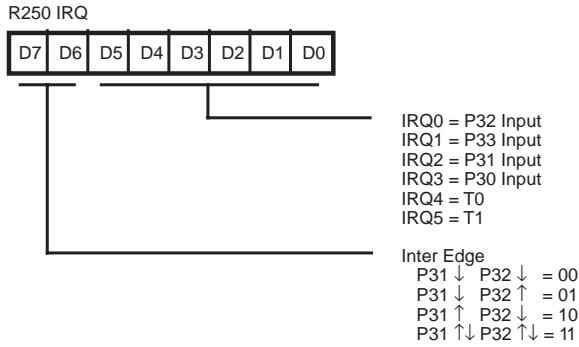 R250 IRQ
D7 D6 D5 D4 D3 D2 D1 D0
IRQ0 = P32 Input
IRQ1 = P33 Input
IRQ2 = P31 Input
IRQ3 = P30 Input
IRQ4 = T0
IRQ5 = T1
Inter Edge
P31 ↓ P32 ↓ = 00
P31 ↓ P32 ↑ = 01
P31 ↑ P32 ↓ = 10
P31 ↑↓ P32 ↑↓ = 11